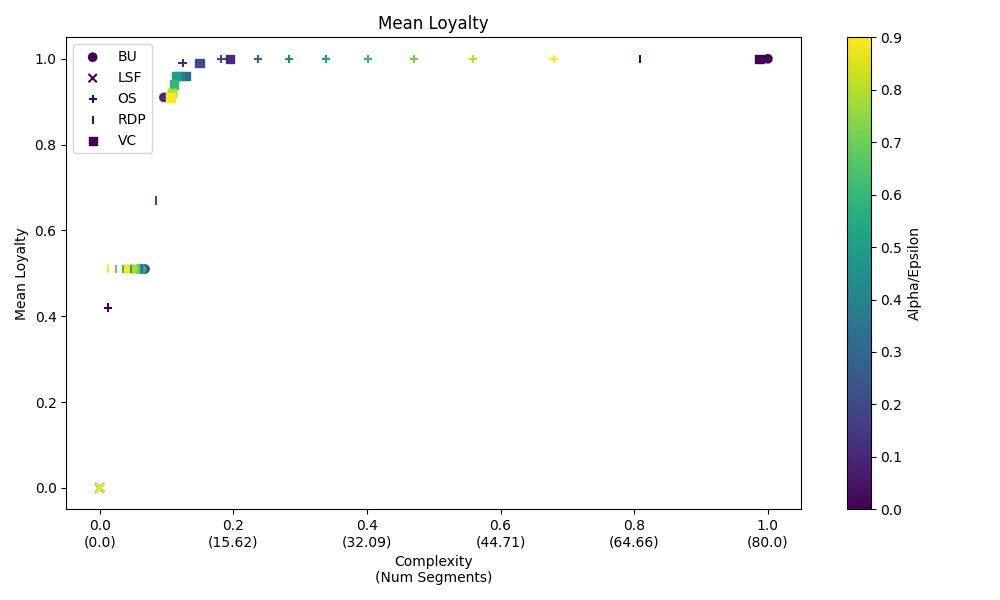 Mean Loyalty
BU
LSF
OS
RDP
VC
Mean Loyalty
1.0
0.8
0.6
0.4
0.2
0.0
0.0 0.2 0.4 0.6 0.8 1.0
(0.0) (15.62) (32.09) (44.71) (64.66) (80.0)
Complexity
(Num Segments)
0.9
0.8
0.7
0.6
0.5
0.4
0.3
0.2
0.1
0.0
Alpha/Epsilon